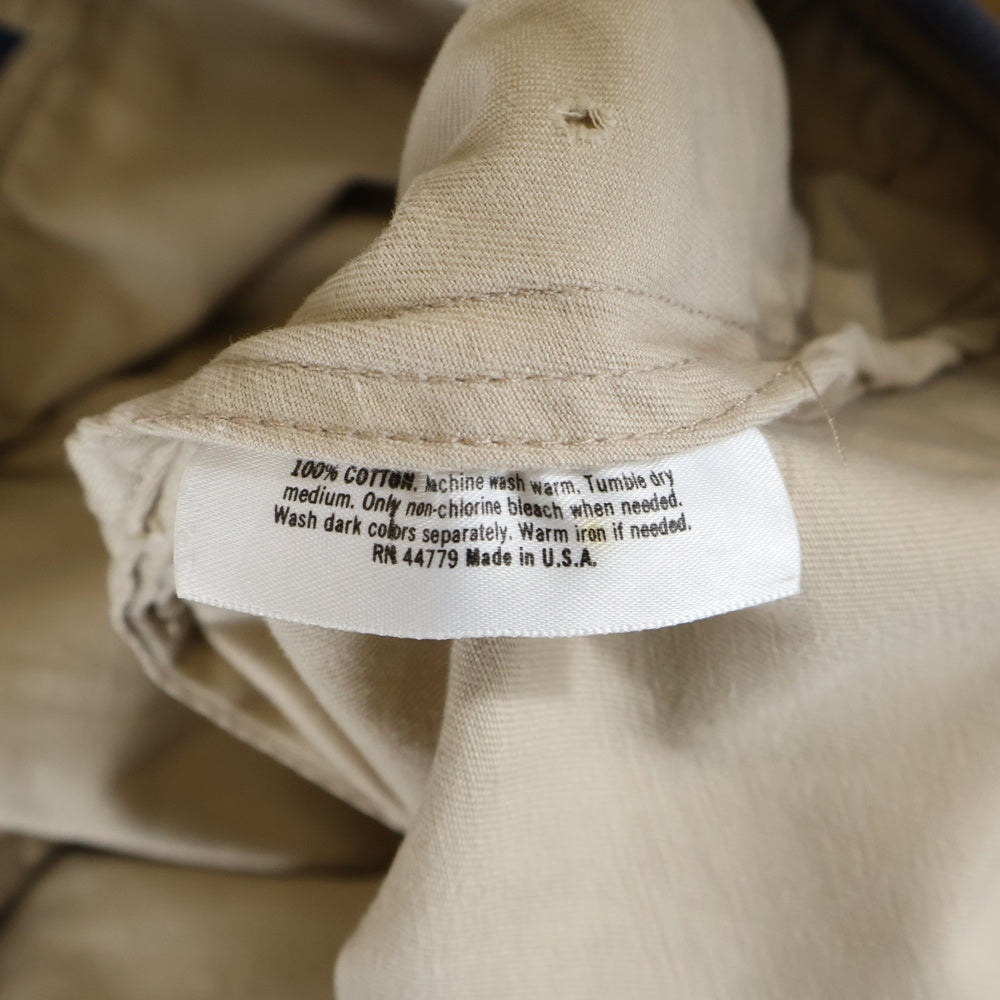 100% COTTON. Machine wash warm. Tumble dry
medium. Only non-chlorine bleach when needed.
Wash dark colors separately. Warm iron if needed.
RN 44779 Made in U.S.A.